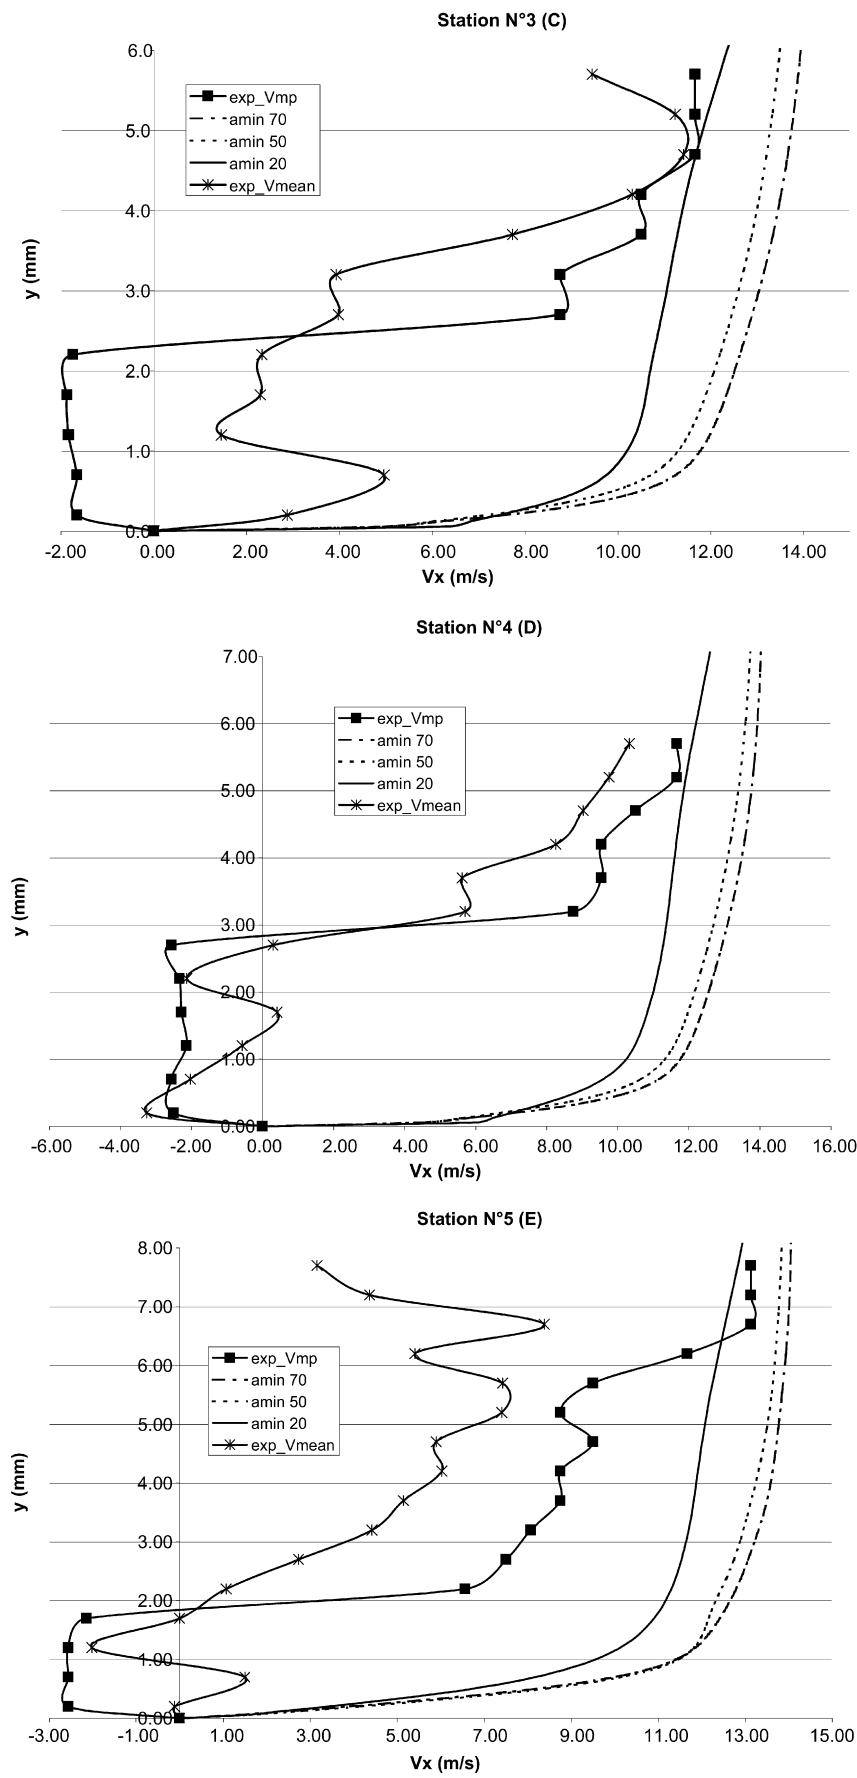 Station N°3 (C)
6.0
5.0
4.0
3.0
2.0
1.0
0.0
y (mm)
exp_Vmp
amin 70
amin 50
amin 20
exp_Vmean
-2.00 0.00 2.00 4.00 6.00 8.00 10.00 12.00 14.00
Vx (m/s)
Station N°4 (D)
7.00
6.00
5.00
4.00
3.00
2.00
1.00
0.00
y (mm)
exp_Vmp
amin 70
amin 50
amin 20
exp_Vmean
-6.00 -4.00 -2.00 0.00 2.00 4.00 6.00 8.00 10.00 12.00 14.00 16.00
Vx (m/s)
Station N°5 (E)
8.00
7.00
6.00
5.00
4.00
3.00
2.00
1.00
0.00
y (mm)
exp_Vmp
amin 70
amin 50
amin 20
exp_Vmean
-3.00 -1.00 1.00 3.00 5.00 7.00 9.00 11.00 13.00 15.00
Vx (m/s)